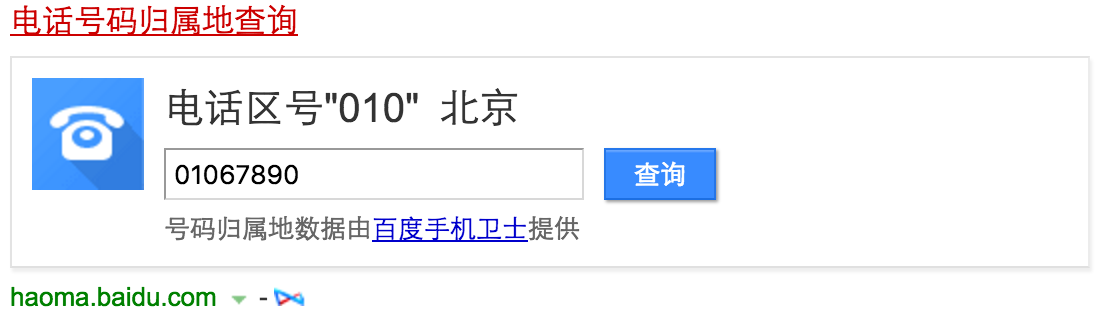 电话号码归属地查询
电话区号"010" 北京
01067890
查询
号码归属地数据由百度手机卫士提供
haoma.baidu.com -